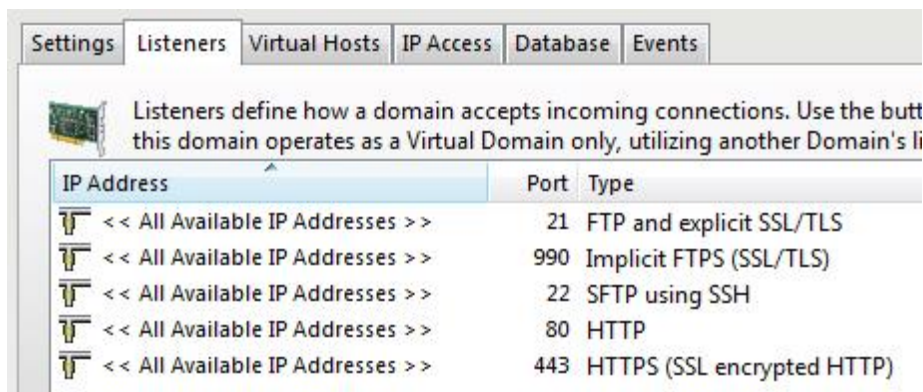 Settings Listeners Virtual Hosts IP Access Database Events
Listeners define how a domain accepts incoming connections. Use the butt
this domain operates as a Virtual Domain only, utilizing another Domain's li
IP Address Port Type
<< All Available IP Addresses >> 21 FTP and explicit SSL/TLS
<< All Available IP Addresses >> 990 Implicit FTPS (SSL/TLS)
<< All Available IP Addresses >> 22 SFTP using SSH
<< All Available IP Addresses >> 80 HTTP
<< All Available IP Addresses >> 443 HTTPS (SSL encrypted HTTP)